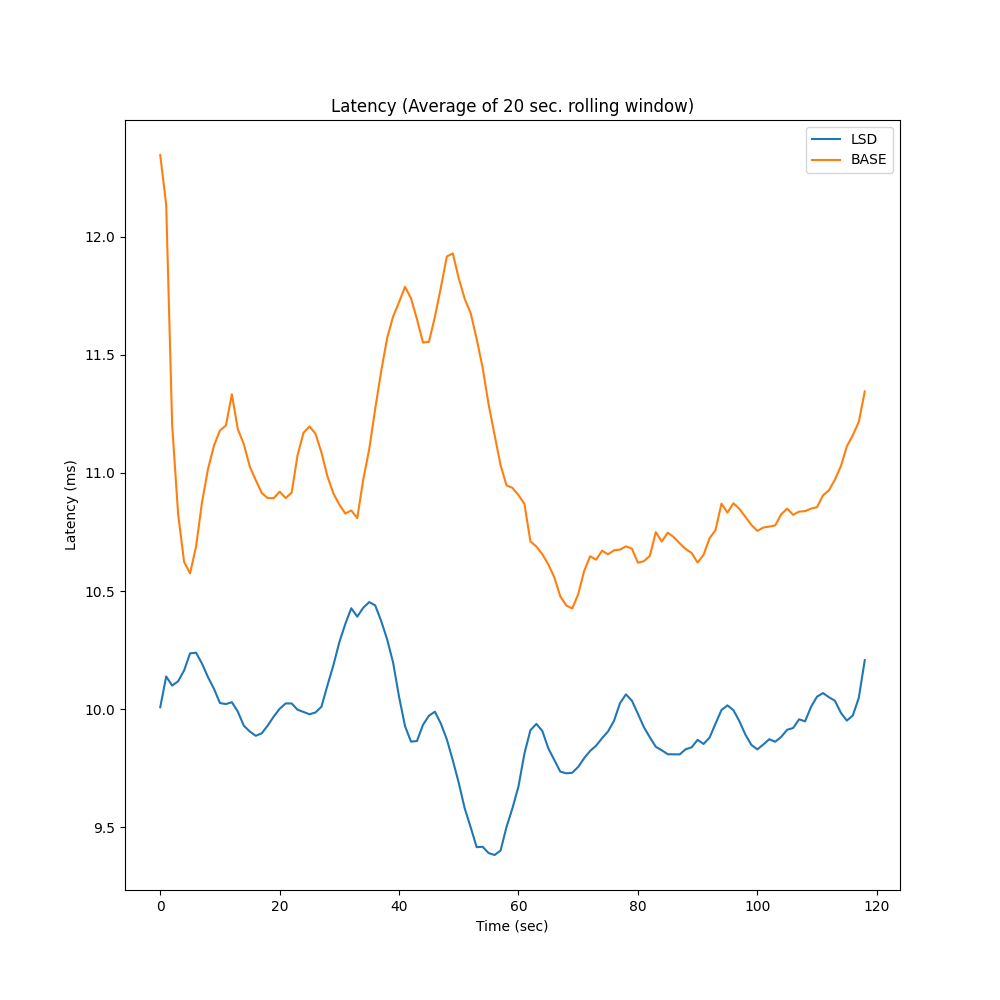 Latency (Average of 20 sec. rolling window)
LSD
BASE
12.0
11.5
11.0
10.5
10.0
9.5
Latency (ms)
0 20 40 60 80 100 120
Time (sec)